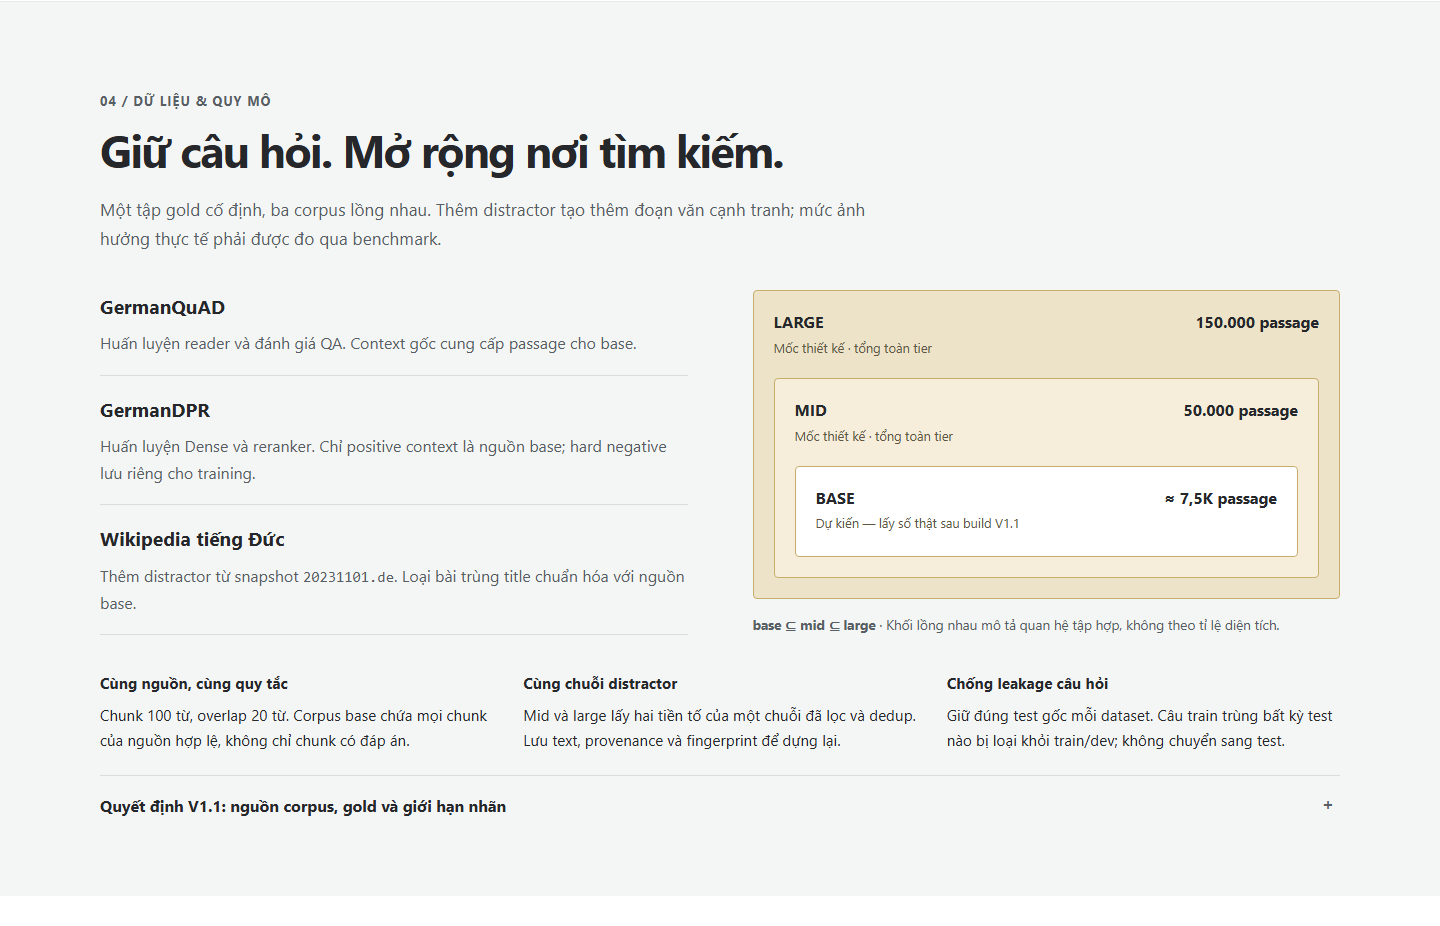 04 / DỮ LIỆU & QUY MÔ
Giữ câu hỏi. Mở rộng nơi tìm kiếm.
Một tập gold cố định, ba corpus lồng nhau. Thêm distractor tạo thêm đoạn văn cạnh tranh; mức ảnh
hưởng thực tế phải được đo qua benchmark.
GermanQuAD
Huấn luyện reader và đánh giá QA. Context gốc cung cấp passage cho base.
GermanDPR
Huấn luyện Dense và reranker. Chỉ positive context là nguồn base; hard negative
lưu riêng cho training.
Wikipedia tiếng Đức
Thêm distractor từ snapshot 20231101.de. Loại bài trùng title chuẩn hóa với nguồn
base.
LARGE 150.000 passage
Mốc thiết kế · tổng toàn tier
MID 50.000 passage
Mốc thiết kế · tổng toàn tier
BASE ≈ 7,5K passage
Dự kiến — lấy số thật sau build V1.1
base ⊆ mid ⊆ large · Khối lồng nhau mô tả quan hệ tập hợp, không theo tỉ lệ diện tích.
Cùng nguồn, cùng quy tắc
Chunk 100 từ, overlap 20 từ. Corpus base chứa mọi chunk
của nguồn hợp lệ, không chỉ chunk có đáp án.
Cùng chuỗi distractor
Mid và large lấy hai tiền tố của một chuỗi đã lọc và dedup.
Lưu text, provenance và fingerprint để dựng lại.
Chống leakage câu hỏi
Giữ đúng test gốc mỗi dataset. Câu train trùng bất kỳ test
nào bị loại khỏi train/dev; không chuyển sang test.
Quyết định V1.1: nguồn corpus, gold và giới hạn nhãn +